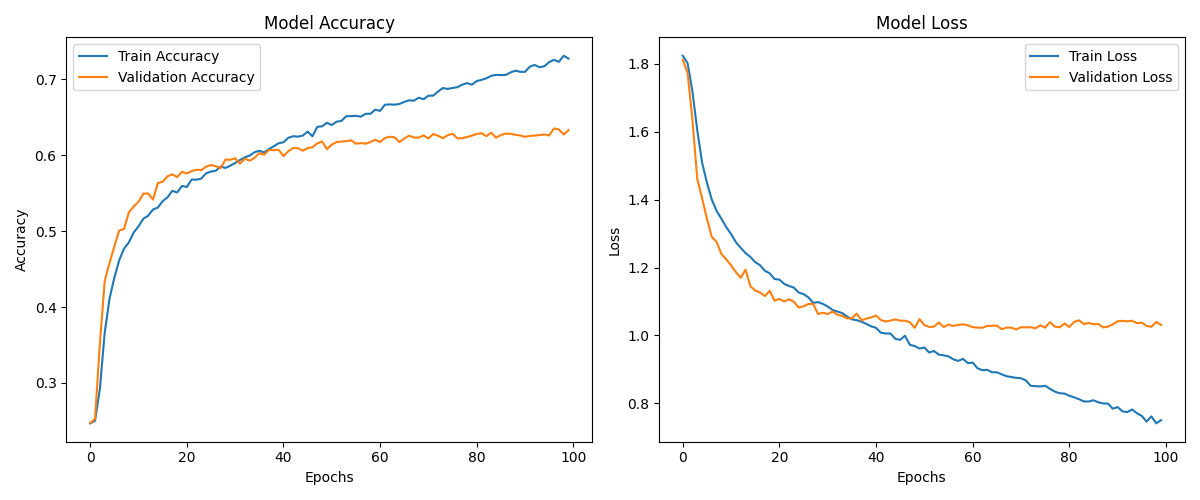 Model Accuracy
Train Accuracy
Validation Accuracy
Accuracy
0.7
0.6
0.5
0.4
0.3
0
20
40
60
80
100
Epochs
Model Loss
Train Loss
Validation Loss
Loss
1.8
1.6
1.4
1.2
1.0
0.8
0
20
40
60
80
100
Epochs